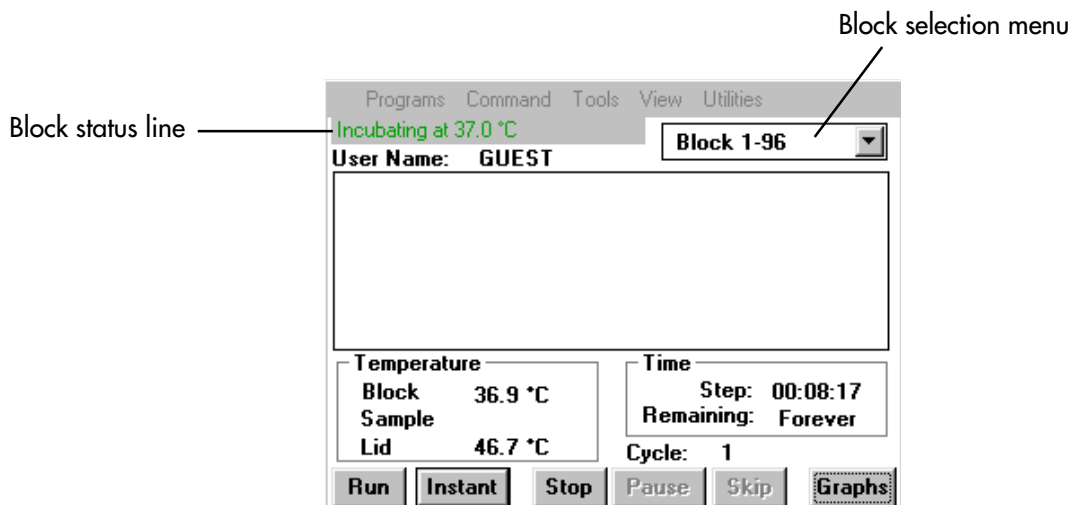 Block selection menu
Programs Command Tools View Utilities
Block status line
Incubating at 37.0 °C
Block 1-96
User Name: GUEST
Temperature
Block 36.9 °C
Sample
Lid 46.7 °C
Time
Step: 00:08:17
Remaining: Forever
Cycle: 1
Run Instant Stop Pause Skip Graphs